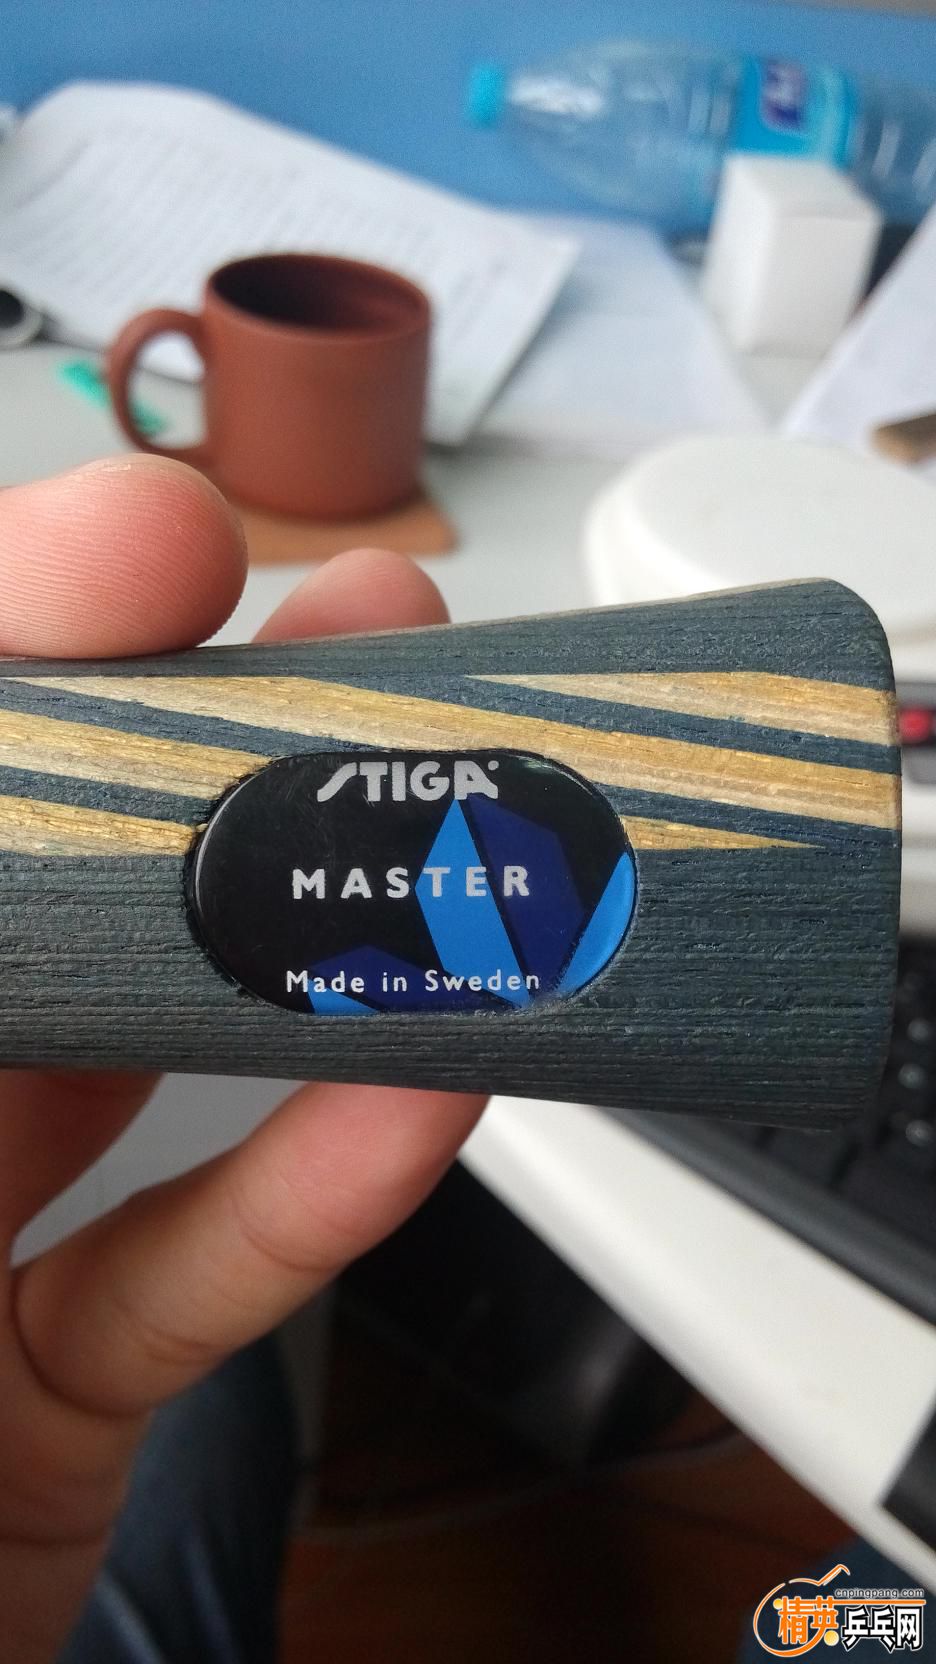 STIGA
MASTER
Made in Sweden
cnpingpang.com
精英乒乓网